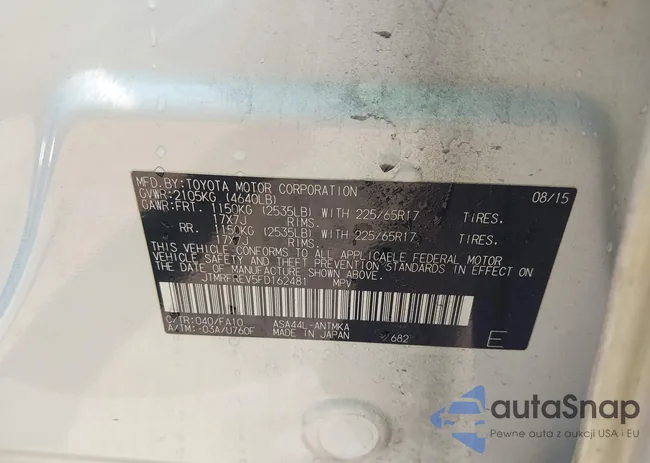 MFD.BY:TOYOTA MOTOR CORPORATION 08/15
GVWR:2105KG (4640LB)
GAWR:FRT. 1150KG (2535LB) WITH 225/65R17 TIRES.
17X7J RIMS.
RR. 1150KG (2535LB) WITH 225/65R17 TIRES.
17X7J RIMS.
THIS VEHICLE CONFORMS TO ALL APPLICABLE FEDERAL MOTOR
VEHICLE SAFETY AND THEFT PREVENTION STANDARDS IN EFFECT ON
THE DATE OF MANUFACTURE SHOWN ABOVE.
JTMRFREV5FD162481 MPV
C/TR:040/FA10 ASA44L-ANTMKA
A/TM:-03A/U760F MADE IN JAPAN 682 E
autaSnap
Pewne auta z aukcji USA i EU